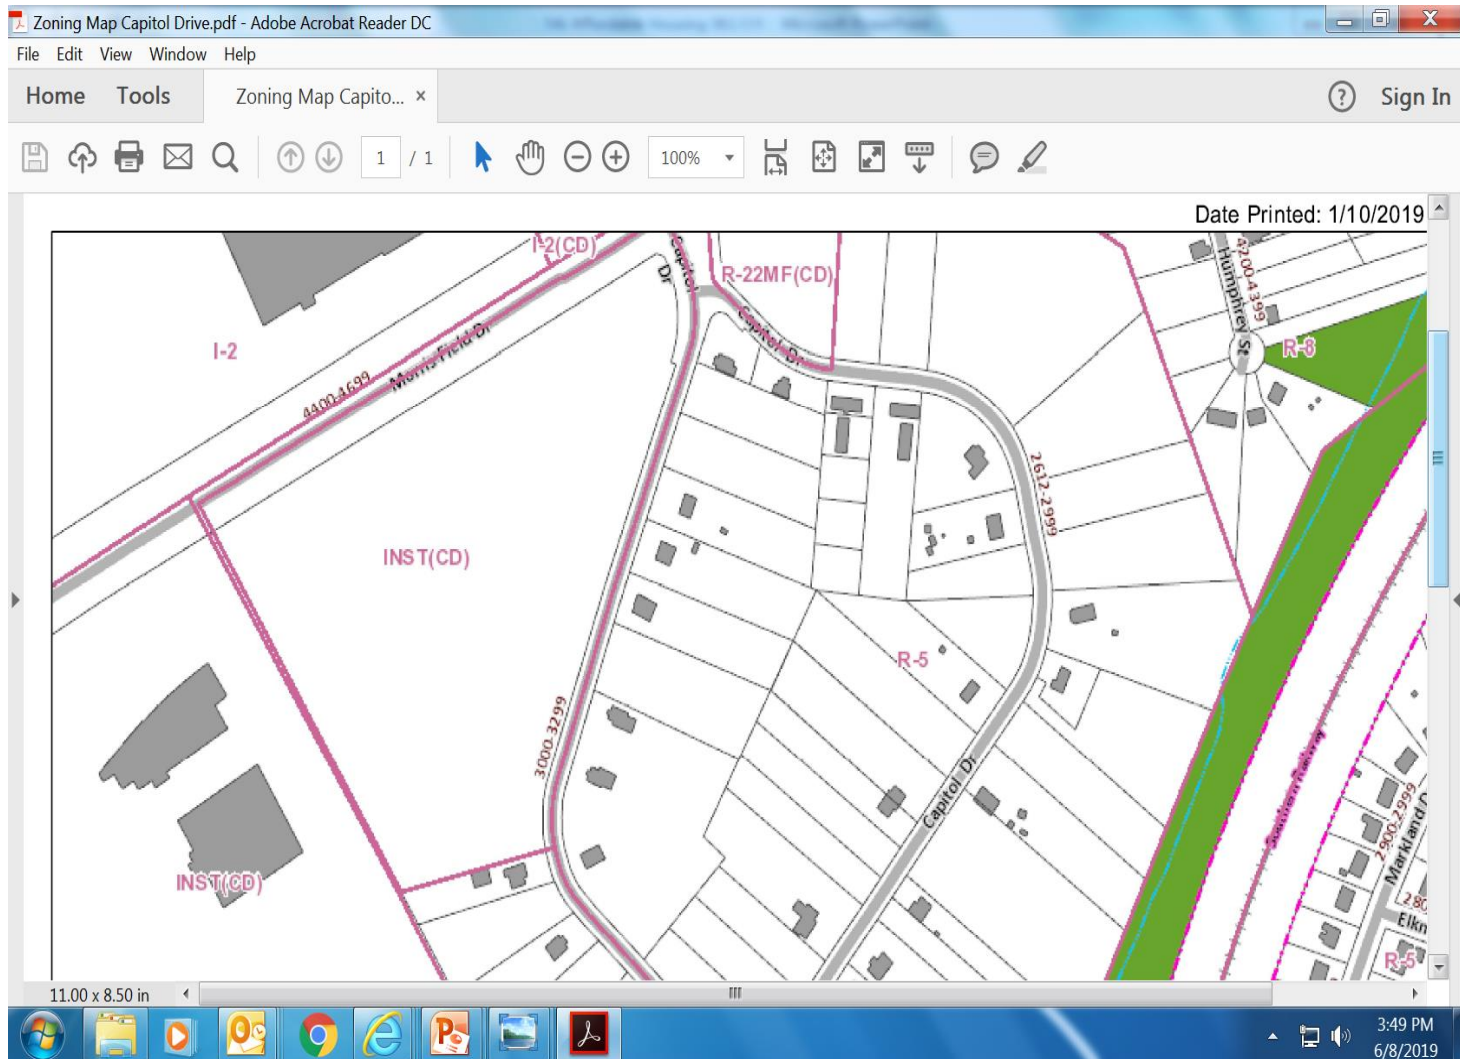 Zoning Map Capitol Drive.pdf - Adobe Acrobat Reader DC
File Edit View Window Help
Home Tools Zoning Map Capito... ×
? Sign In
1 / 1 100%
Date Printed: 1/10/2019
I-2(CD)
Capitol Dr
R-22MF(CD)
Humphrey St
4200-4399
I-2
Morris Field Dr
4400-4699
Capitol Dr
R-8
2612-2999
INST(CD)
R-5
3000-3299
Capitol Dr
INST(CD)
2900-2999
Markland D
280
Elkn
R-5
11.00 x 8.50 in
3:49 PM
6/8/2019